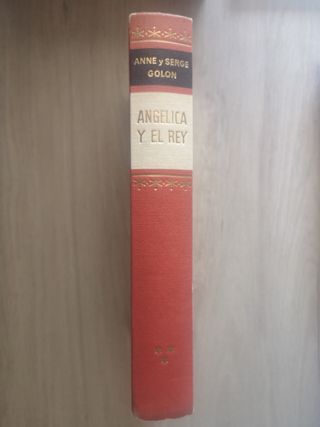 ANNE y SERGE
GOLON
ANGELICA
Y EL REY